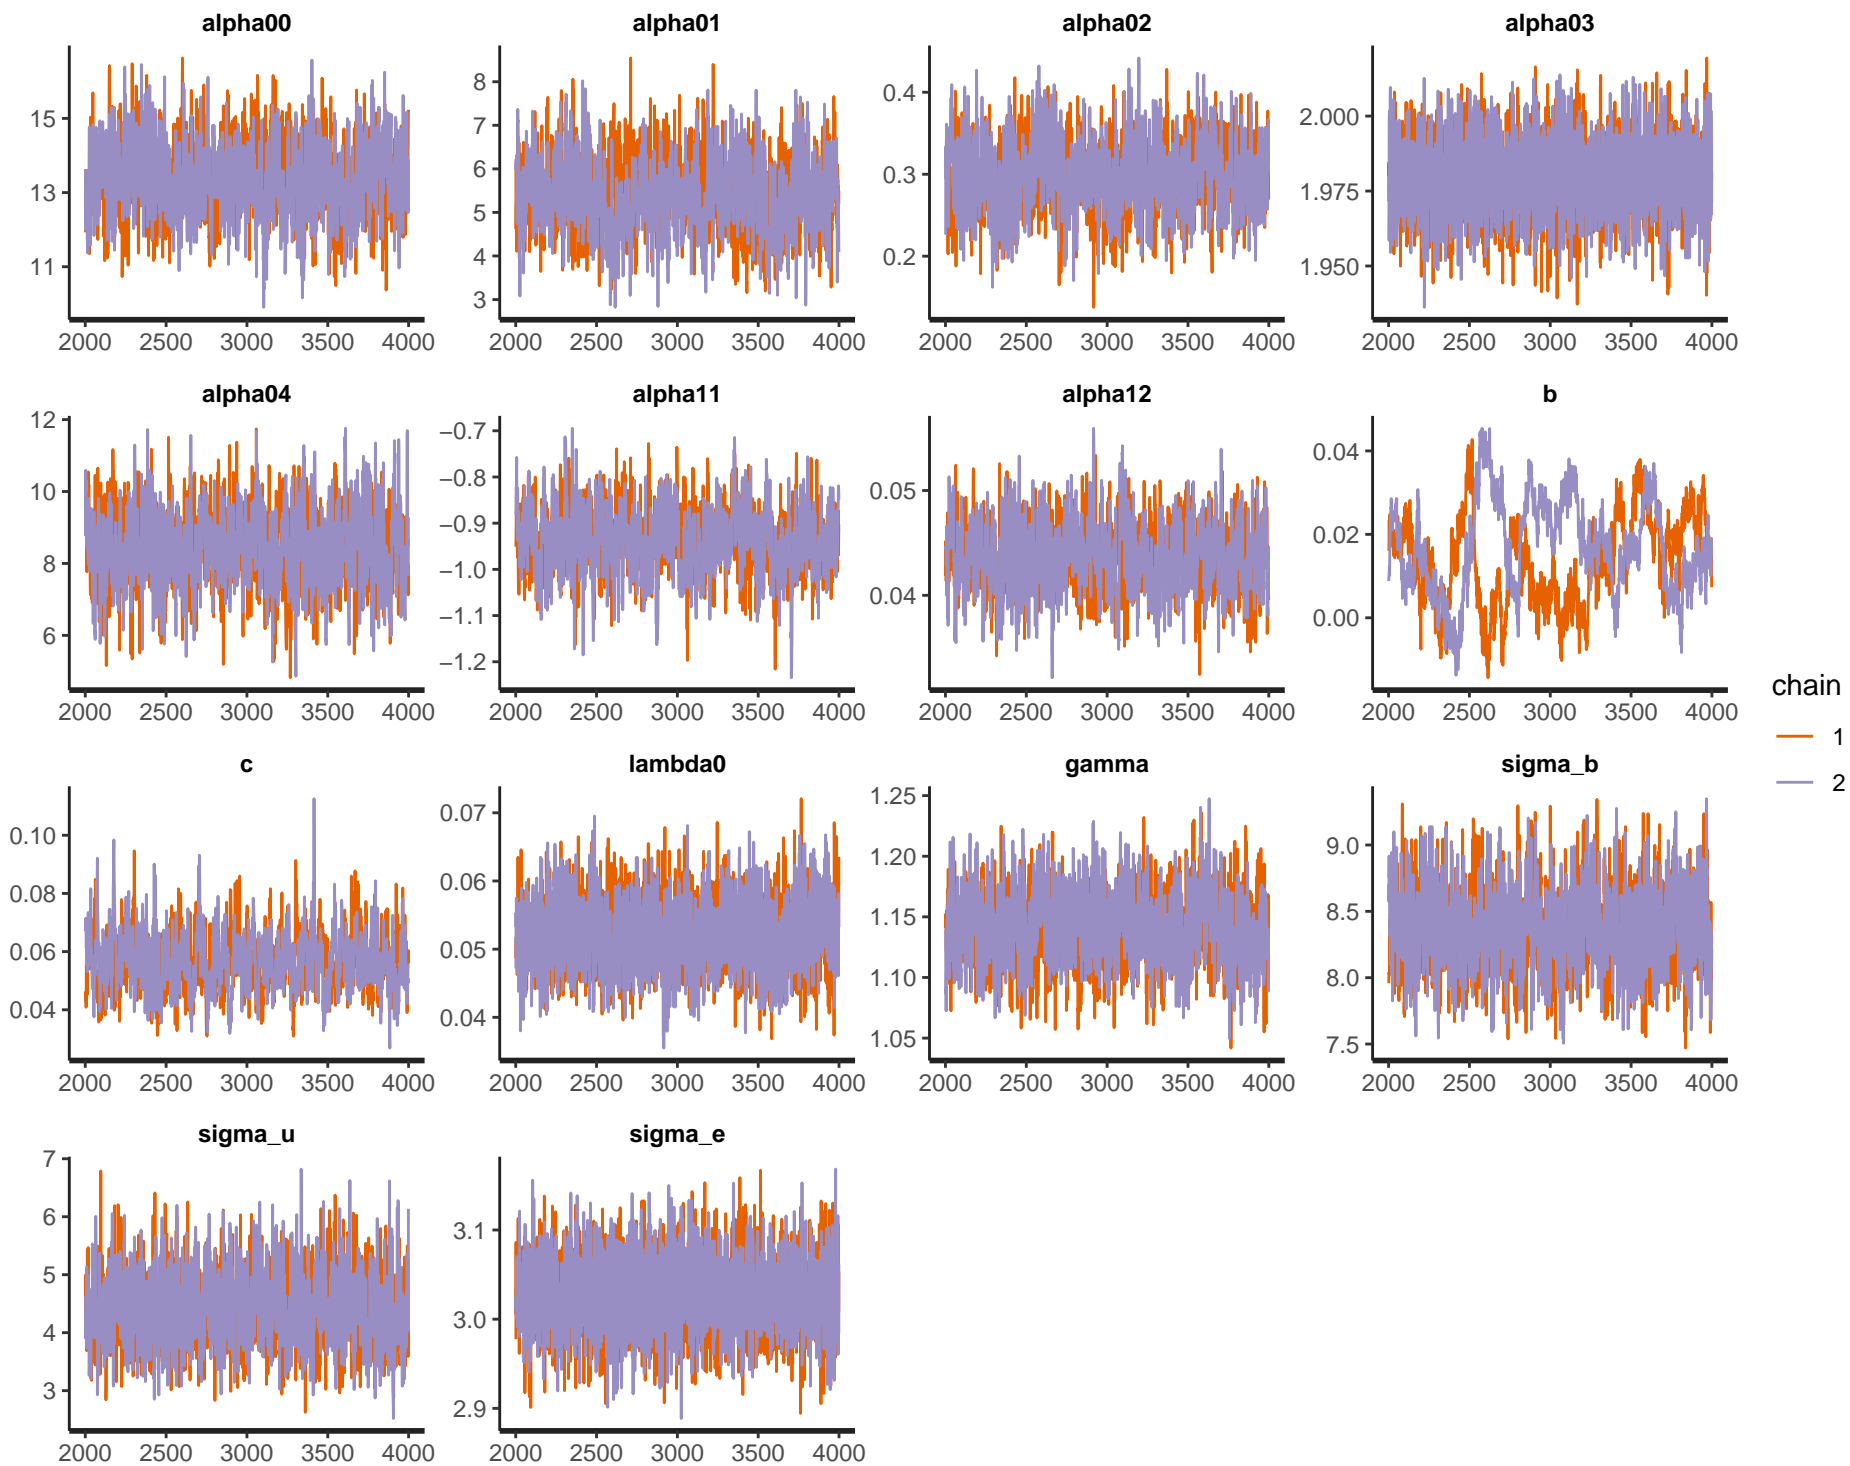 alpha00 alpha01 alpha02 alpha03
15 13 11
8 7 6 5 4 3
0.4 0.3 0.2
2.000 1.975 1.950
2000 2500 3000 3500 4000 2000 2500 3000 3500 4000 2000 2500 3000 3500 4000 2000 2500 3000 3500 4000
alpha04 alpha11 alpha12 b
12 10 8 6
−0.7 −0.8 −0.9 −1.0 −1.1 −1.2
0.05 0.04
0.04 0.02 0.00
2000 2500 3000 3500 4000 2000 2500 3000 3500 4000 2000 2500 3000 3500 4000 2000 2500 3000 3500 4000
c lambda0 gamma sigma_b
0.10 0.08 0.06 0.04
0.07 0.06 0.05 0.04
1.25 1.20 1.15 1.10 1.05
9.0 8.5 8.0 7.5
2000 2500 3000 3500 4000 2000 2500 3000 3500 4000 2000 2500 3000 3500 4000 2000 2500 3000 3500 4000
sigma_u sigma_e
7 6 5 4 3
3.1 3.0 2.9
2000 2500 3000 3500 4000 2000 2500 3000 3500 4000
chain
1
2